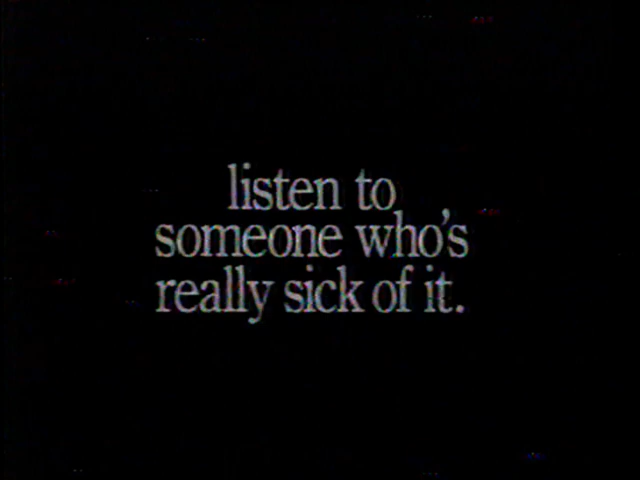 listen to
someone who's
really sick of it.